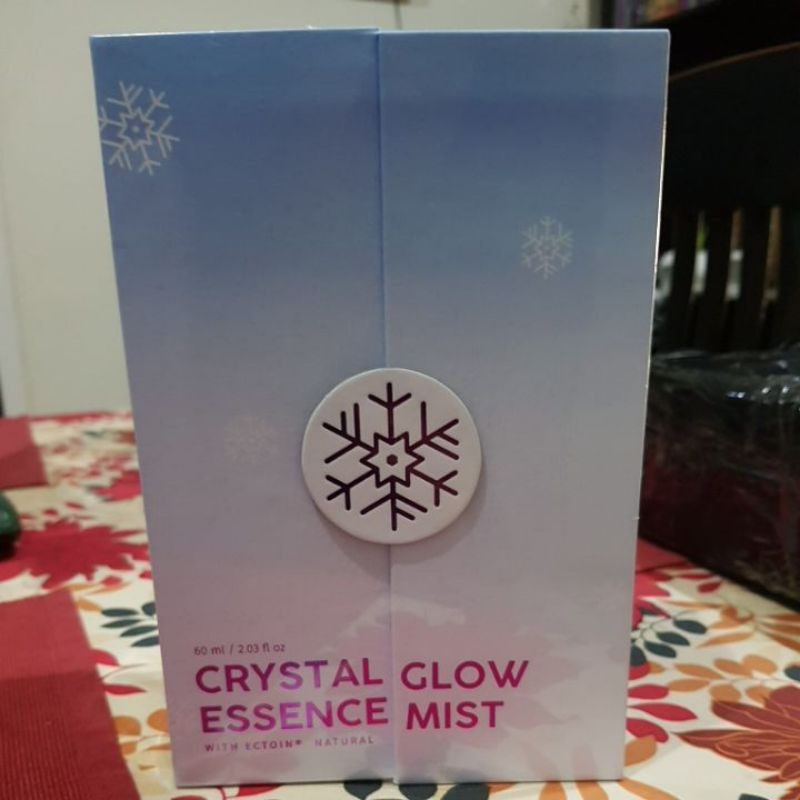 60 ml / 2.03 fl oz
CRYSTAL GLOW
ESSENCE MIST
WITH ECTOIN® NATURAL